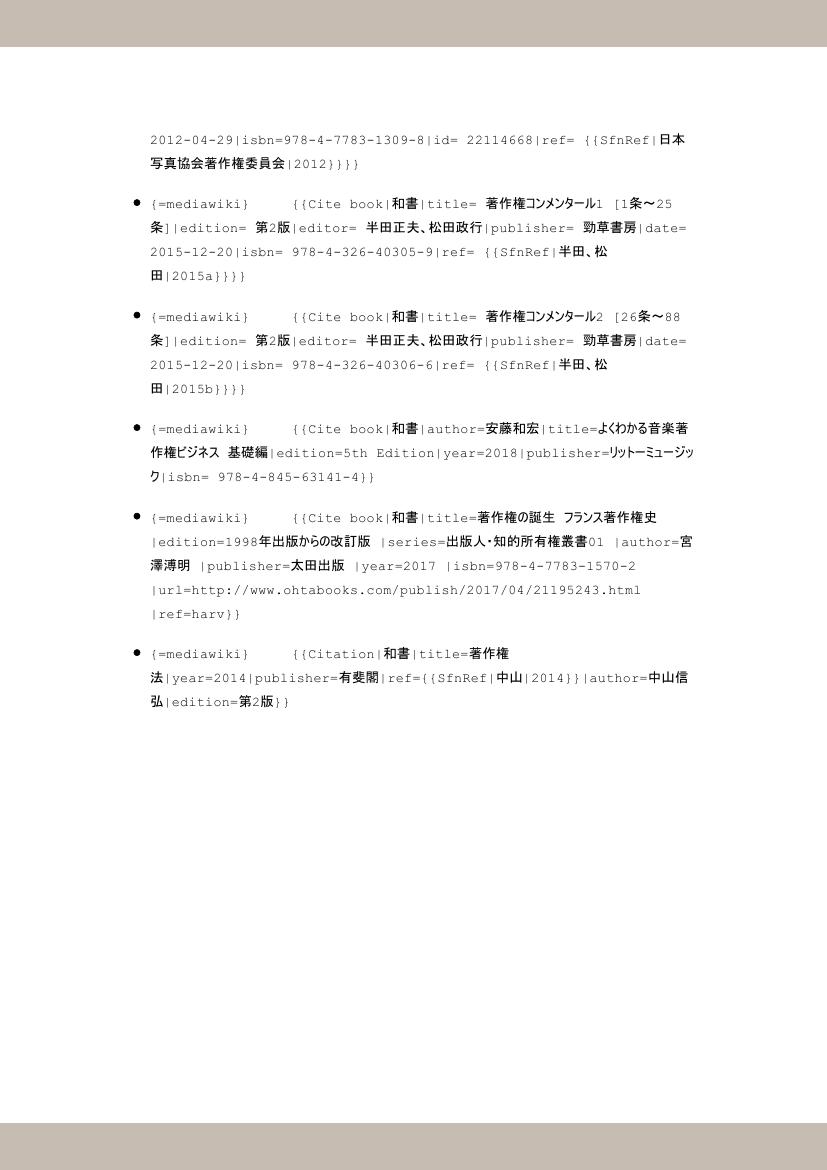 2012-04-29|isbn=978-4-7783-1309-8|id= 22114668|ref= {{SfnRef|日本
写真協会著作権委員会|2012}}}}
● {=mediawiki} {{Cite book|和書|title= 著作権コンメンタール1 [1条〜25
条]|edition= 第2版|editor= 半田正夫、松田政行|publisher= 勁草書房|date=
2015-12-20|isbn= 978-4-326-40305-9|ref= {{SfnRef|半田、松
田|2015a}}}}
● {=mediawiki} {{Cite book|和書|title= 著作権コンメンタール2 [26条〜88
条]|edition= 第2版|editor= 半田正夫、松田政行|publisher= 勁草書房|date=
2015-12-20|isbn= 978-4-326-40306-6|ref= {{SfnRef|半田、松
田|2015b}}}}
● {=mediawiki} {{Cite book|和書|author=安藤和宏|title=よくわかる音楽著
作権ビジネス 基礎編|edition=5th Edition|year=2018|publisher=リットーミュージッ
ク|isbn= 978-4-845-63141-4}}
● {=mediawiki} {{Cite book|和書|title=著作権の誕生 フランス著作権史
|edition=1998年出版からの改訂版 |series=出版人・知的所有権叢書01 |author=宮
澤溥明 |publisher=太田出版 |year=2017 |isbn=978-4-7783-1570-2
|url=http://www.ohtabooks.com/publish/2017/04/21195243.html
|ref=harv}}
● {=mediawiki} {{Citation|和書|title=著作権
法|year=2014|publisher=有斐閣|ref={{SfnRef|中山|2014}}|author=中山信
弘|edition=第2版}}